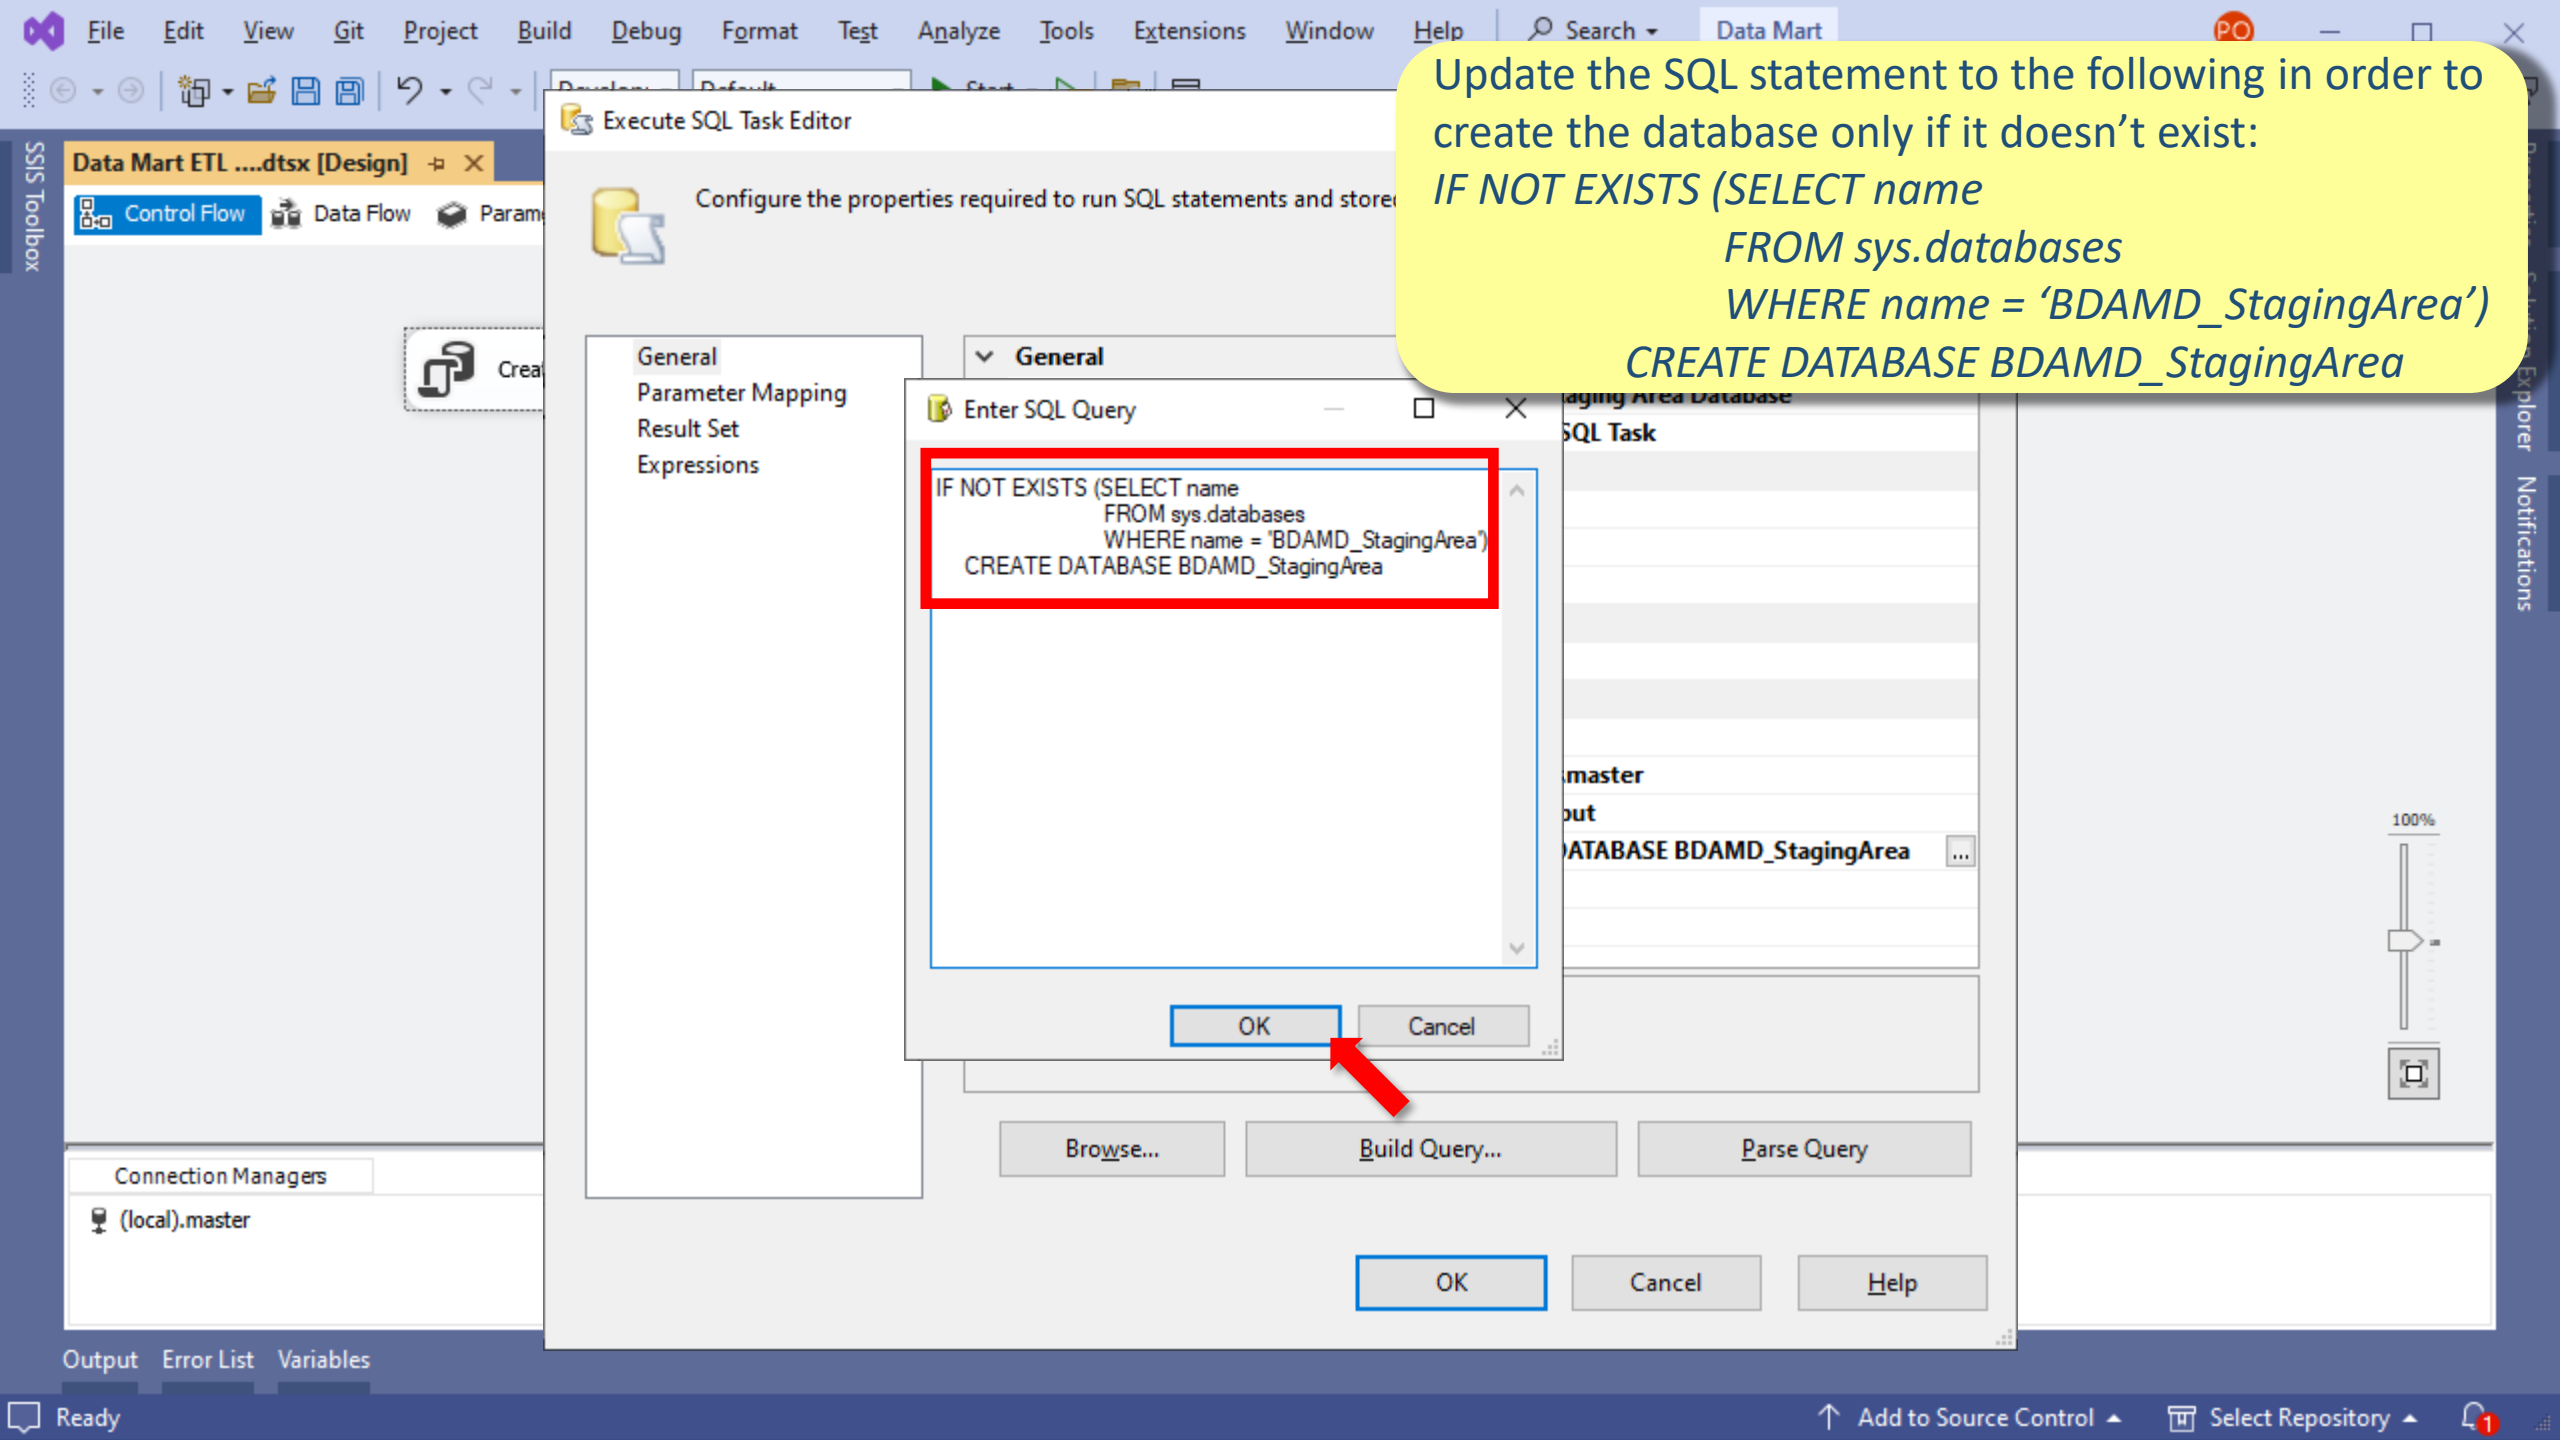 File Edit View Git Project Build Debug Format Test Analyze Tools Extensions Window Help Search Data Mart PO
Update the SQL statement to the following in order to
create the database only if it doesn’t exist:
IF NOT EXISTS (SELECT name
FROM sys.databases
WHERE name = ‘BDAMD_StagingArea’)
CREATE DATABASE BDAMD_StagingArea
Execute SQL Task Editor
SSIS Toolbox
Data Mart ETL ....dtsx [Design]
Control Flow Data Flow
Configure the properties required to run SQL statements and
General
Parameter Mapping
Result Set
Expressions
General
Enter SQL Query
Area Database
SQL Task
IF NOT EXISTS (SELECT name
FROM sys.databases
WHERE name = 'BDAMD_StagingArea')
CREATE DATABASE BDAMD_StagingArea
master
DATABASE BDAMD_StagingArea ...
OK Cancel
Browse... Build Query... Parse Query
OK Cancel Help
Explorer
Notifications
100%
Connection Managers
(local).master
Output Error List Variables
Ready Add to Source Control Select Repository 1